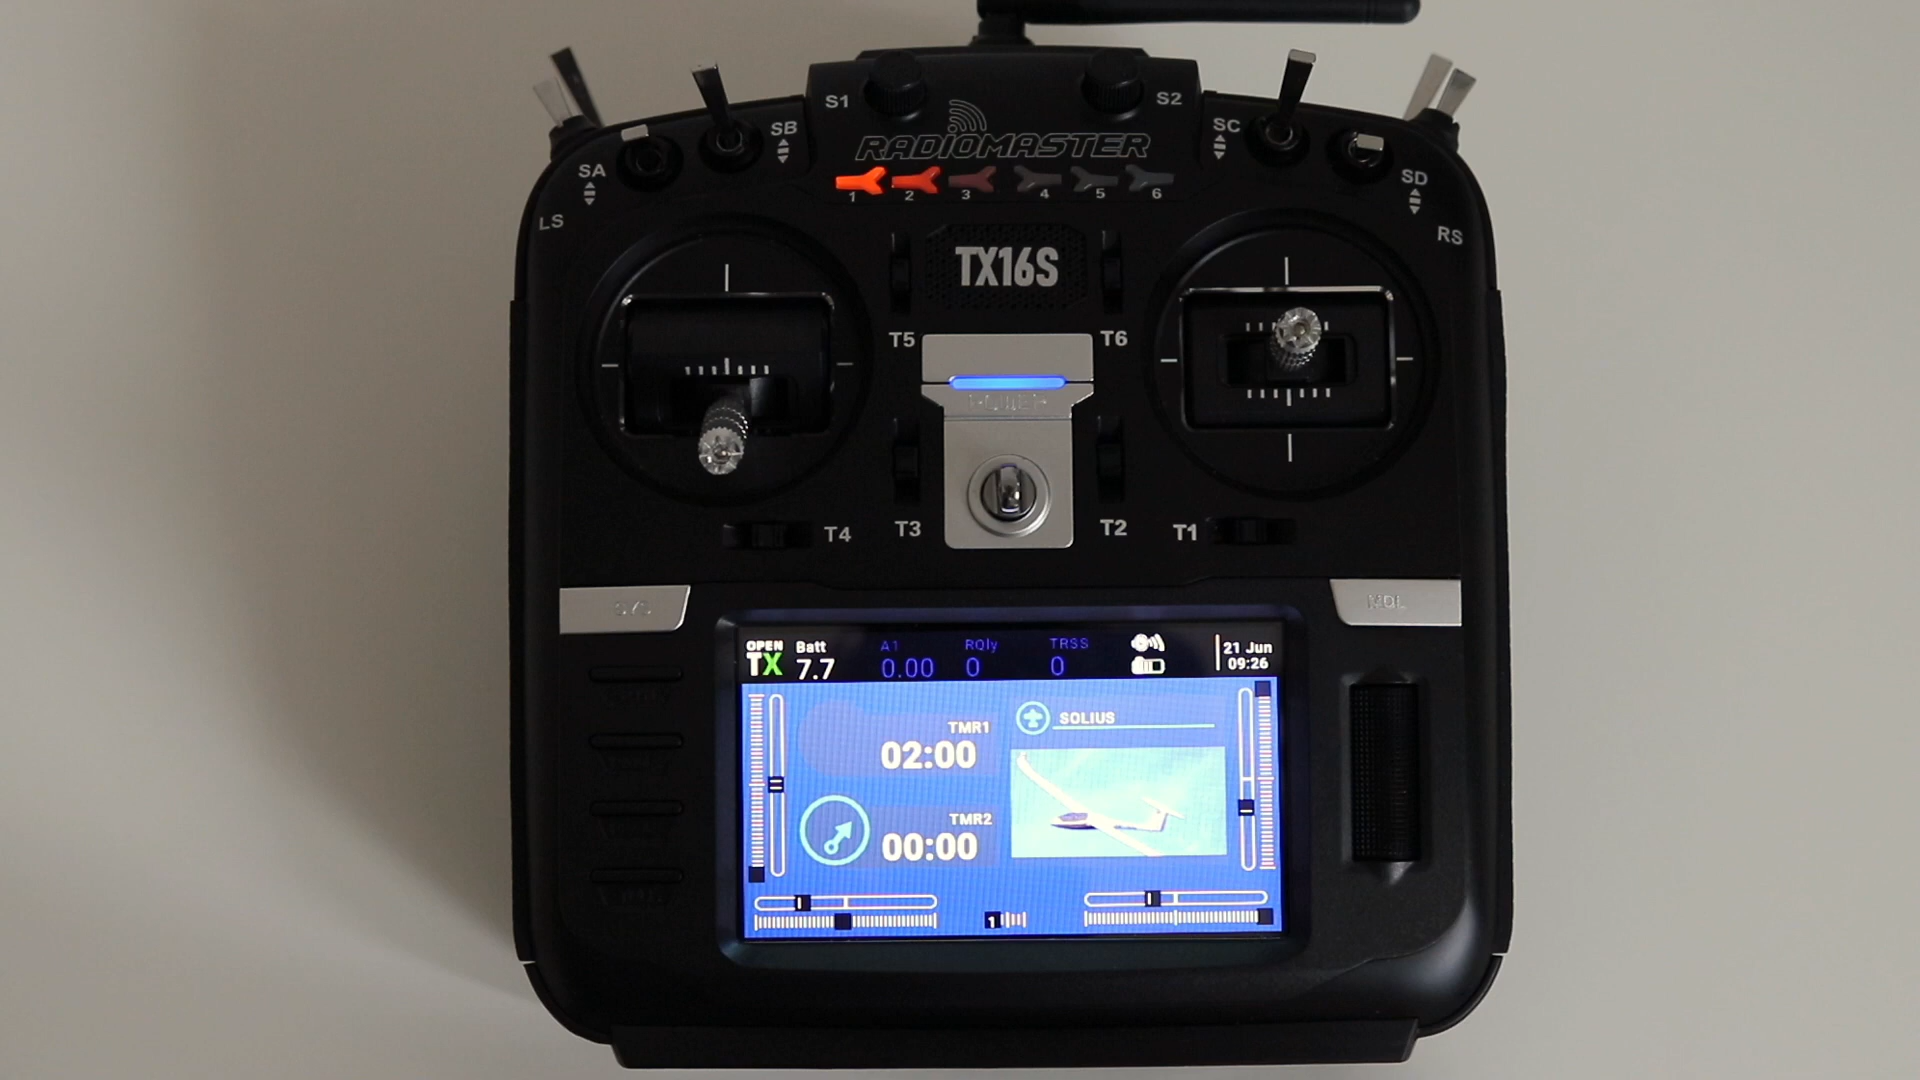 S1
S2
SB
SC
RADIOMASTER
SA
SD
1 2 3 4 5 6
LS
RS
TX16S
T5
T6
POWER
T4
T3
T2
T1
MDL
OPEN
TX
Batt
7.7
A1
0.00
RQly
0
TRSS
0
21 Jun
09:26
TMR1
02:00
SOLIUS
TMR2
00:00
1